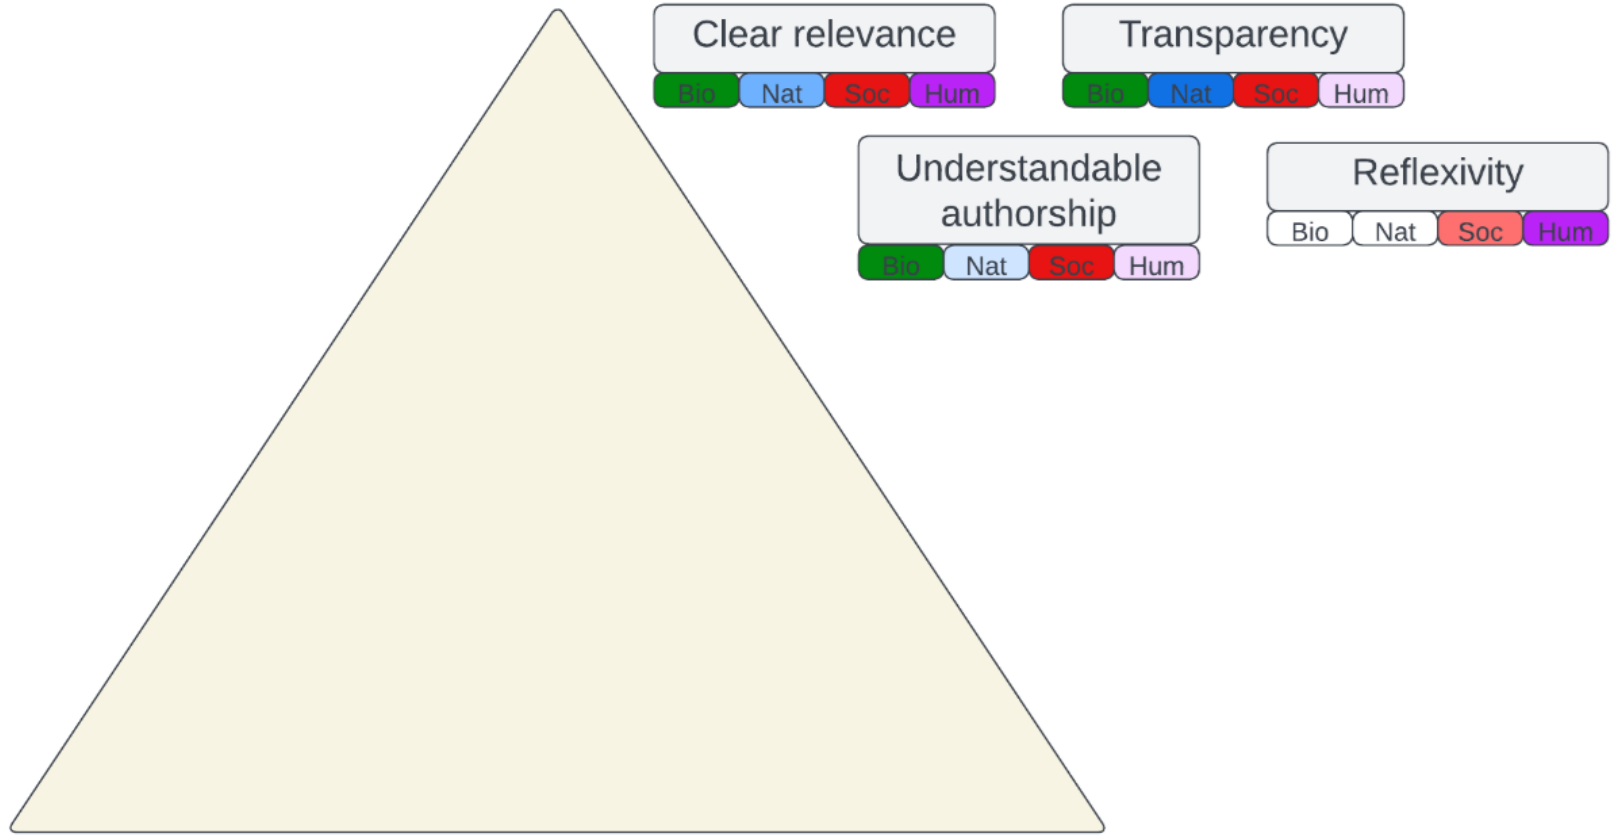 Clear relevance
Bio Nat Soc Hum
Transparency
Bio Nat Soc Hum
Understandable
authorship
Bio Nat Soc Hum
Reflexivity
Bio Nat Soc Hum